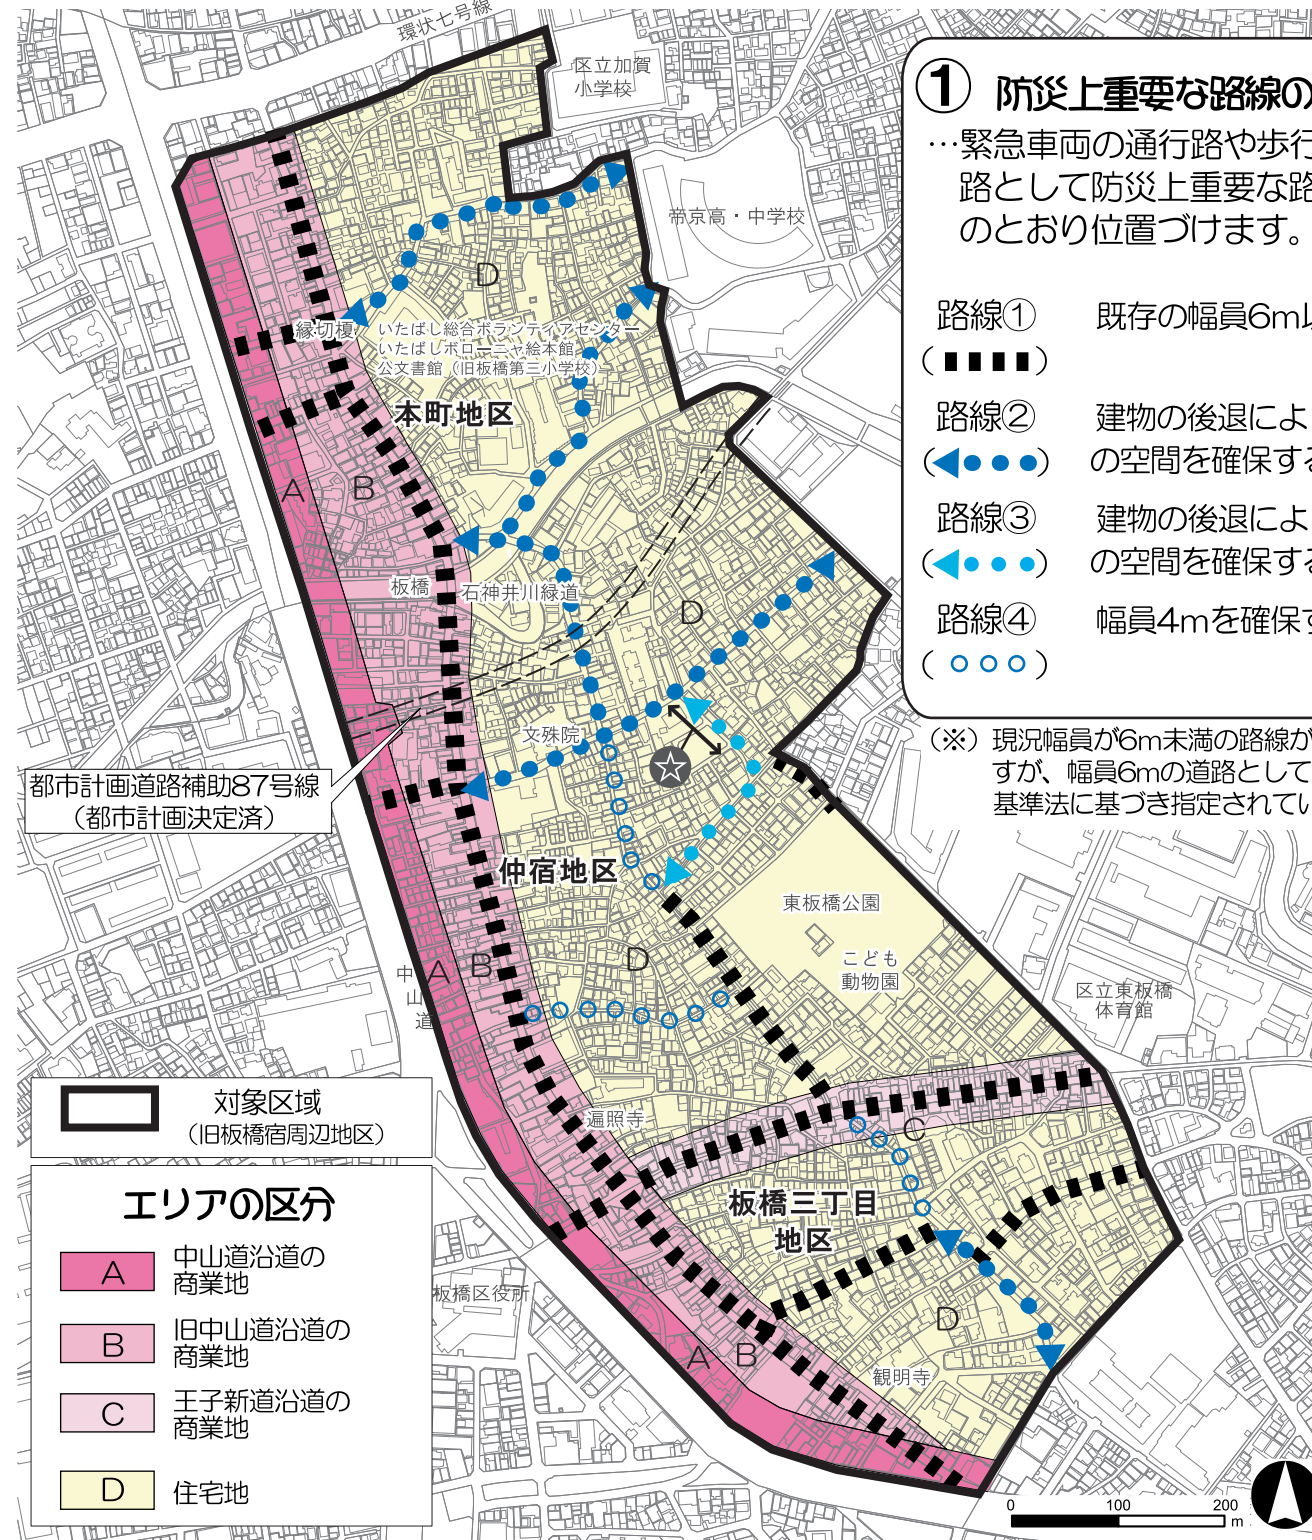 環状七号線
区立加賀
小学校
帝京高・中学校
① 防災上重要な路線の
…緊急車両の通行路や歩行
路として防災上重要な路
のとおり位置づけます。
路線① 既存の幅員6m以
( )
路線② 建物の後退によ
( ) の空間を確保する
路線③ 建物の後退によ
( ) の空間を確保する
路線④ 幅員4mを確保す
( )
(※) 現況幅員が6m未満の路線が
すが、幅員6mの道路として
基準法に基づき指定されてい
D
縁切榎
いたばし総合ボランティアセンター
いたばしボローニャ絵本館
公文書館(旧板橋第三小学校)
本町地区
A
B
板橋
石神井川緑道
D
文殊院
☆
都市計画道路補助87号線
(都市計画決定済)
仲宿地区
東板橋公園
こども
動物園
D
A
B
中
山
道
区立東板橋
体育館
遍照寺
C
板橋三丁目
地区
板橋区役所
D
A
B
観明寺
対象区域
(旧板橋宿周辺地区)
エリアの区分
A 中山道沿道の
商業地
B 旧中山道沿道の
商業地
C 王子新道沿道の
商業地
D 住宅地
0 100 200
m